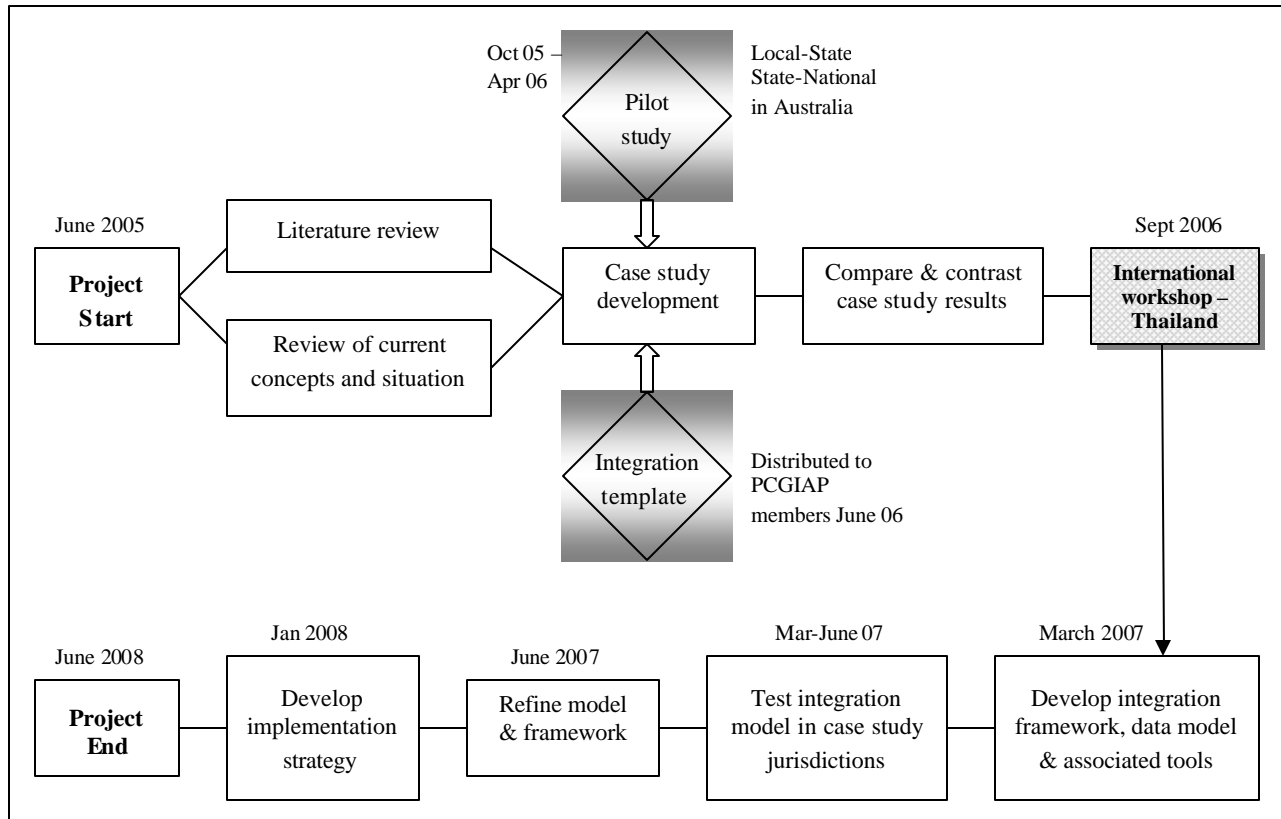 Oct 05 –
Apr 06
Pilot
study
Local-State
State-National
in Australia
June 2005
Project
Start
Literature review
Review of current
concepts and situation
Case study
development
Compare & contrast
case study results
Sept 2006
International
workshop –
Thailand
Integration
template
Distributed to
PCGIAP
members June 06
June 2008
Project
End
Jan 2008
Develop
implementation
strategy
June 2007
Refine model
& framework
Mar-June 07
Test integration
model in case study
jurisdictions
March 2007
Develop integration
framework, data model
& associated tools